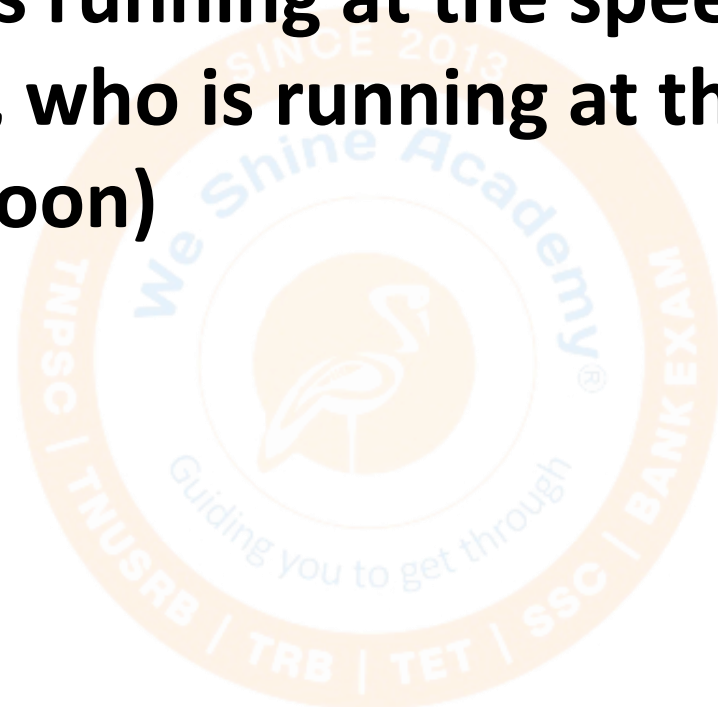 s running at the spee
, who is running at th
oon)
SINCE 2013
We Shine Academy®
Guiding you to get through
TNPSC | TNUSRB | TRB | TET | SSC | BANK EXAM